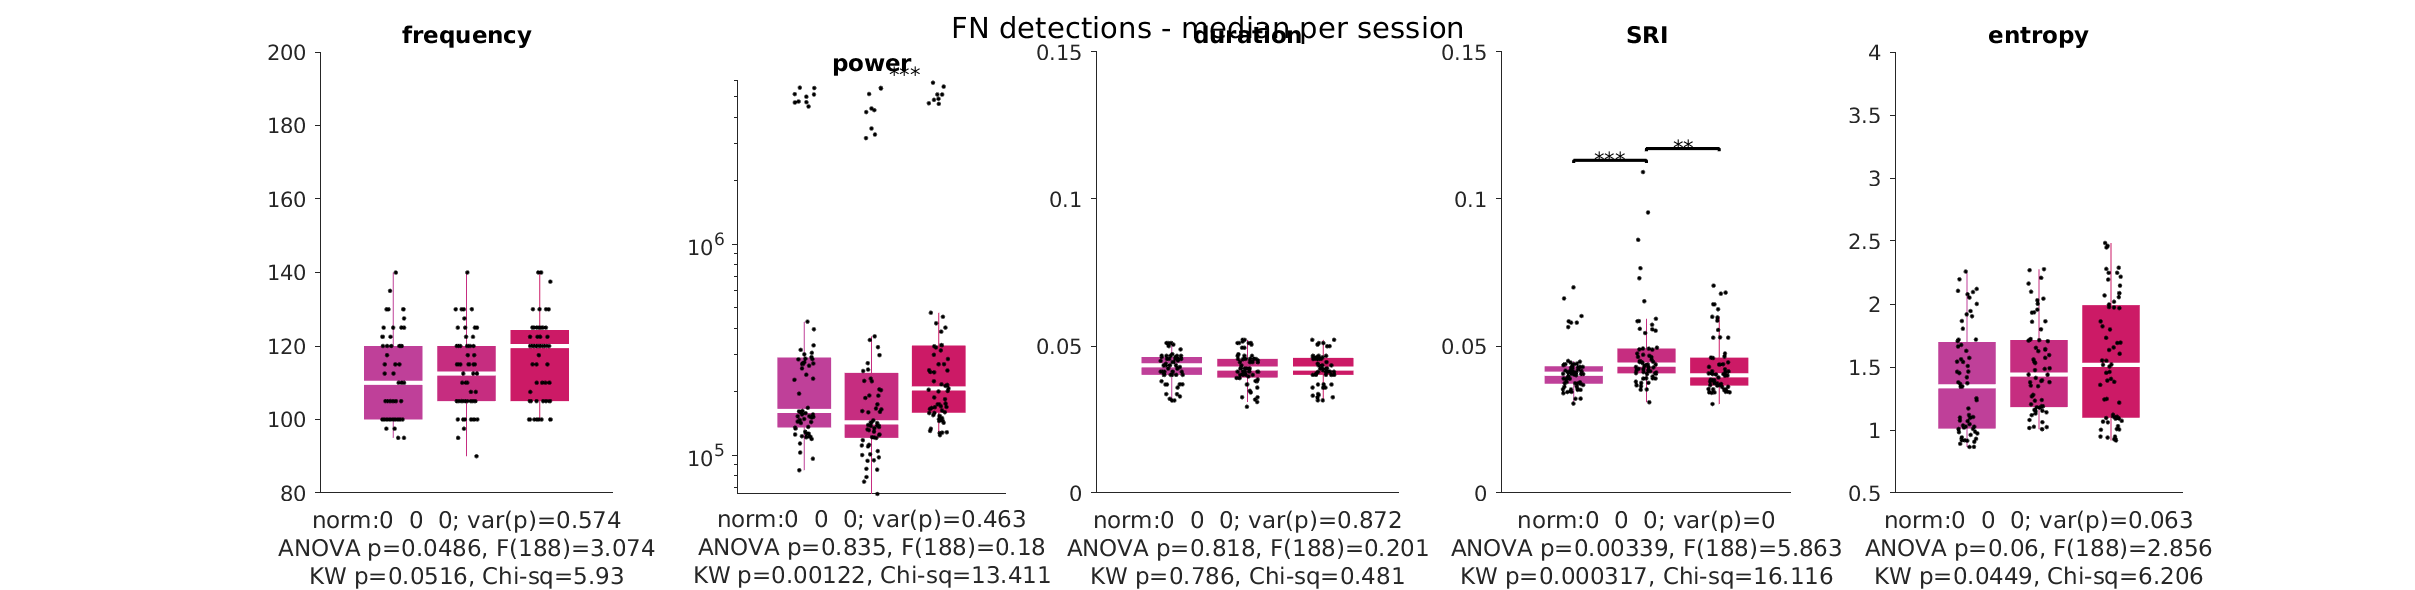 FN detections - median per session
frequency
200
180
160
140
120
100
80
norm:0 0 0; var(p)=0.574
ANOVA p=0.0486, F(188)=3.074
KW p=0.0516, Chi-sq=5.93
power
***
10^6
10^5
norm:0 0 0; var(p)=0.463
ANOVA p=0.835, F(188)=0.18
KW p=0.00122, Chi-sq=13.411
duration
0.15
0.1
0.05
0
norm:0 0 0; var(p)=0.872
ANOVA p=0.818, F(188)=0.201
KW p=0.786, Chi-sq=0.481
SRI
0.15
0.1
0.05
0
***
**
norm:0 0 0; var(p)=0
ANOVA p=0.00339, F(188)=5.863
KW p=0.000317, Chi-sq=16.116
entropy
4
3.5
3
2.5
2
1.5
1
0.5
norm:0 0 0; var(p)=0.063
ANOVA p=0.06, F(188)=2.856
KW p=0.0449, Chi-sq=6.206